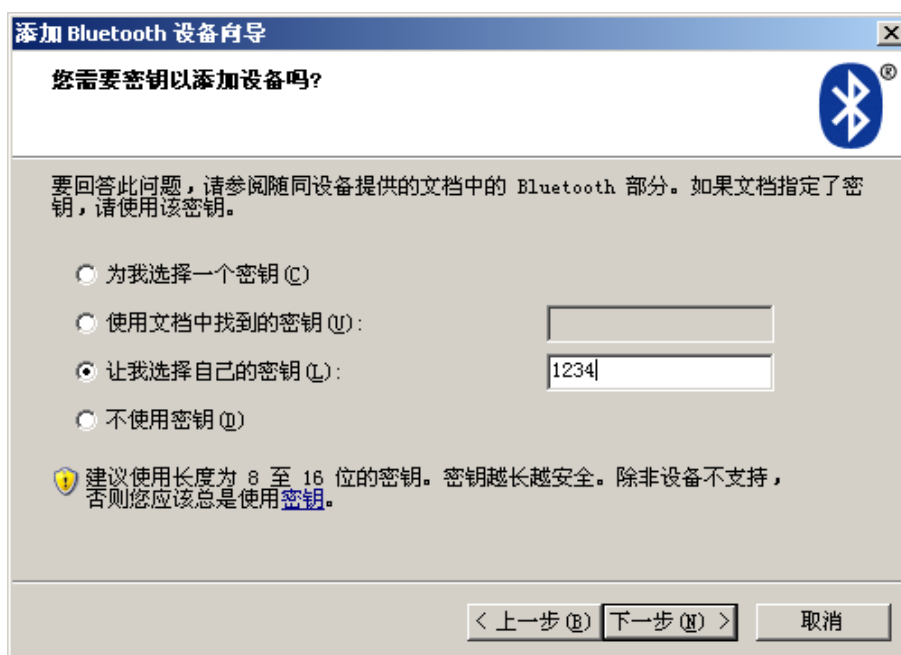 添加 Bluetooth 设备向导
您需要密钥以添加设备吗?
®
要回答此问题，请参阅随同设备提供的文档中的 Bluetooth 部分。如果文档指定了密
钥，请使用该密钥。
为我选择一个密钥(C)
使用文档中找到的密钥(U):
让我选择自己的密钥(L): 1234
不使用密钥(D)
建议使用长度为 8 至 16 位的密钥。密钥越长越安全。除非设备不支持，
否则您应该总是使用密钥。
< 上一步(B) 下一步(N) > 取消